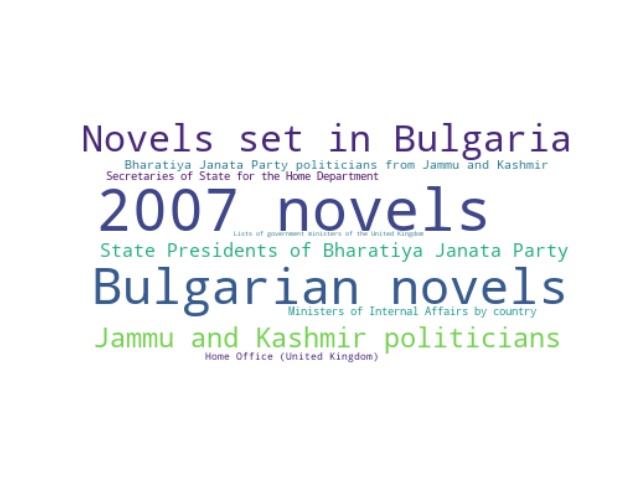 Novels set in Bulgaria
Bharatiya Janata Party politicians from Jammu and Kashmir
Secretaries of State for the Home Department
2007 novels
Lists of government ministers of the United Kingdom
State Presidents of Bharatiya Janata Party
Bulgarian novels
Ministers of Internal Affairs by country
Jammu and Kashmir politicians
Home Office (United Kingdom)